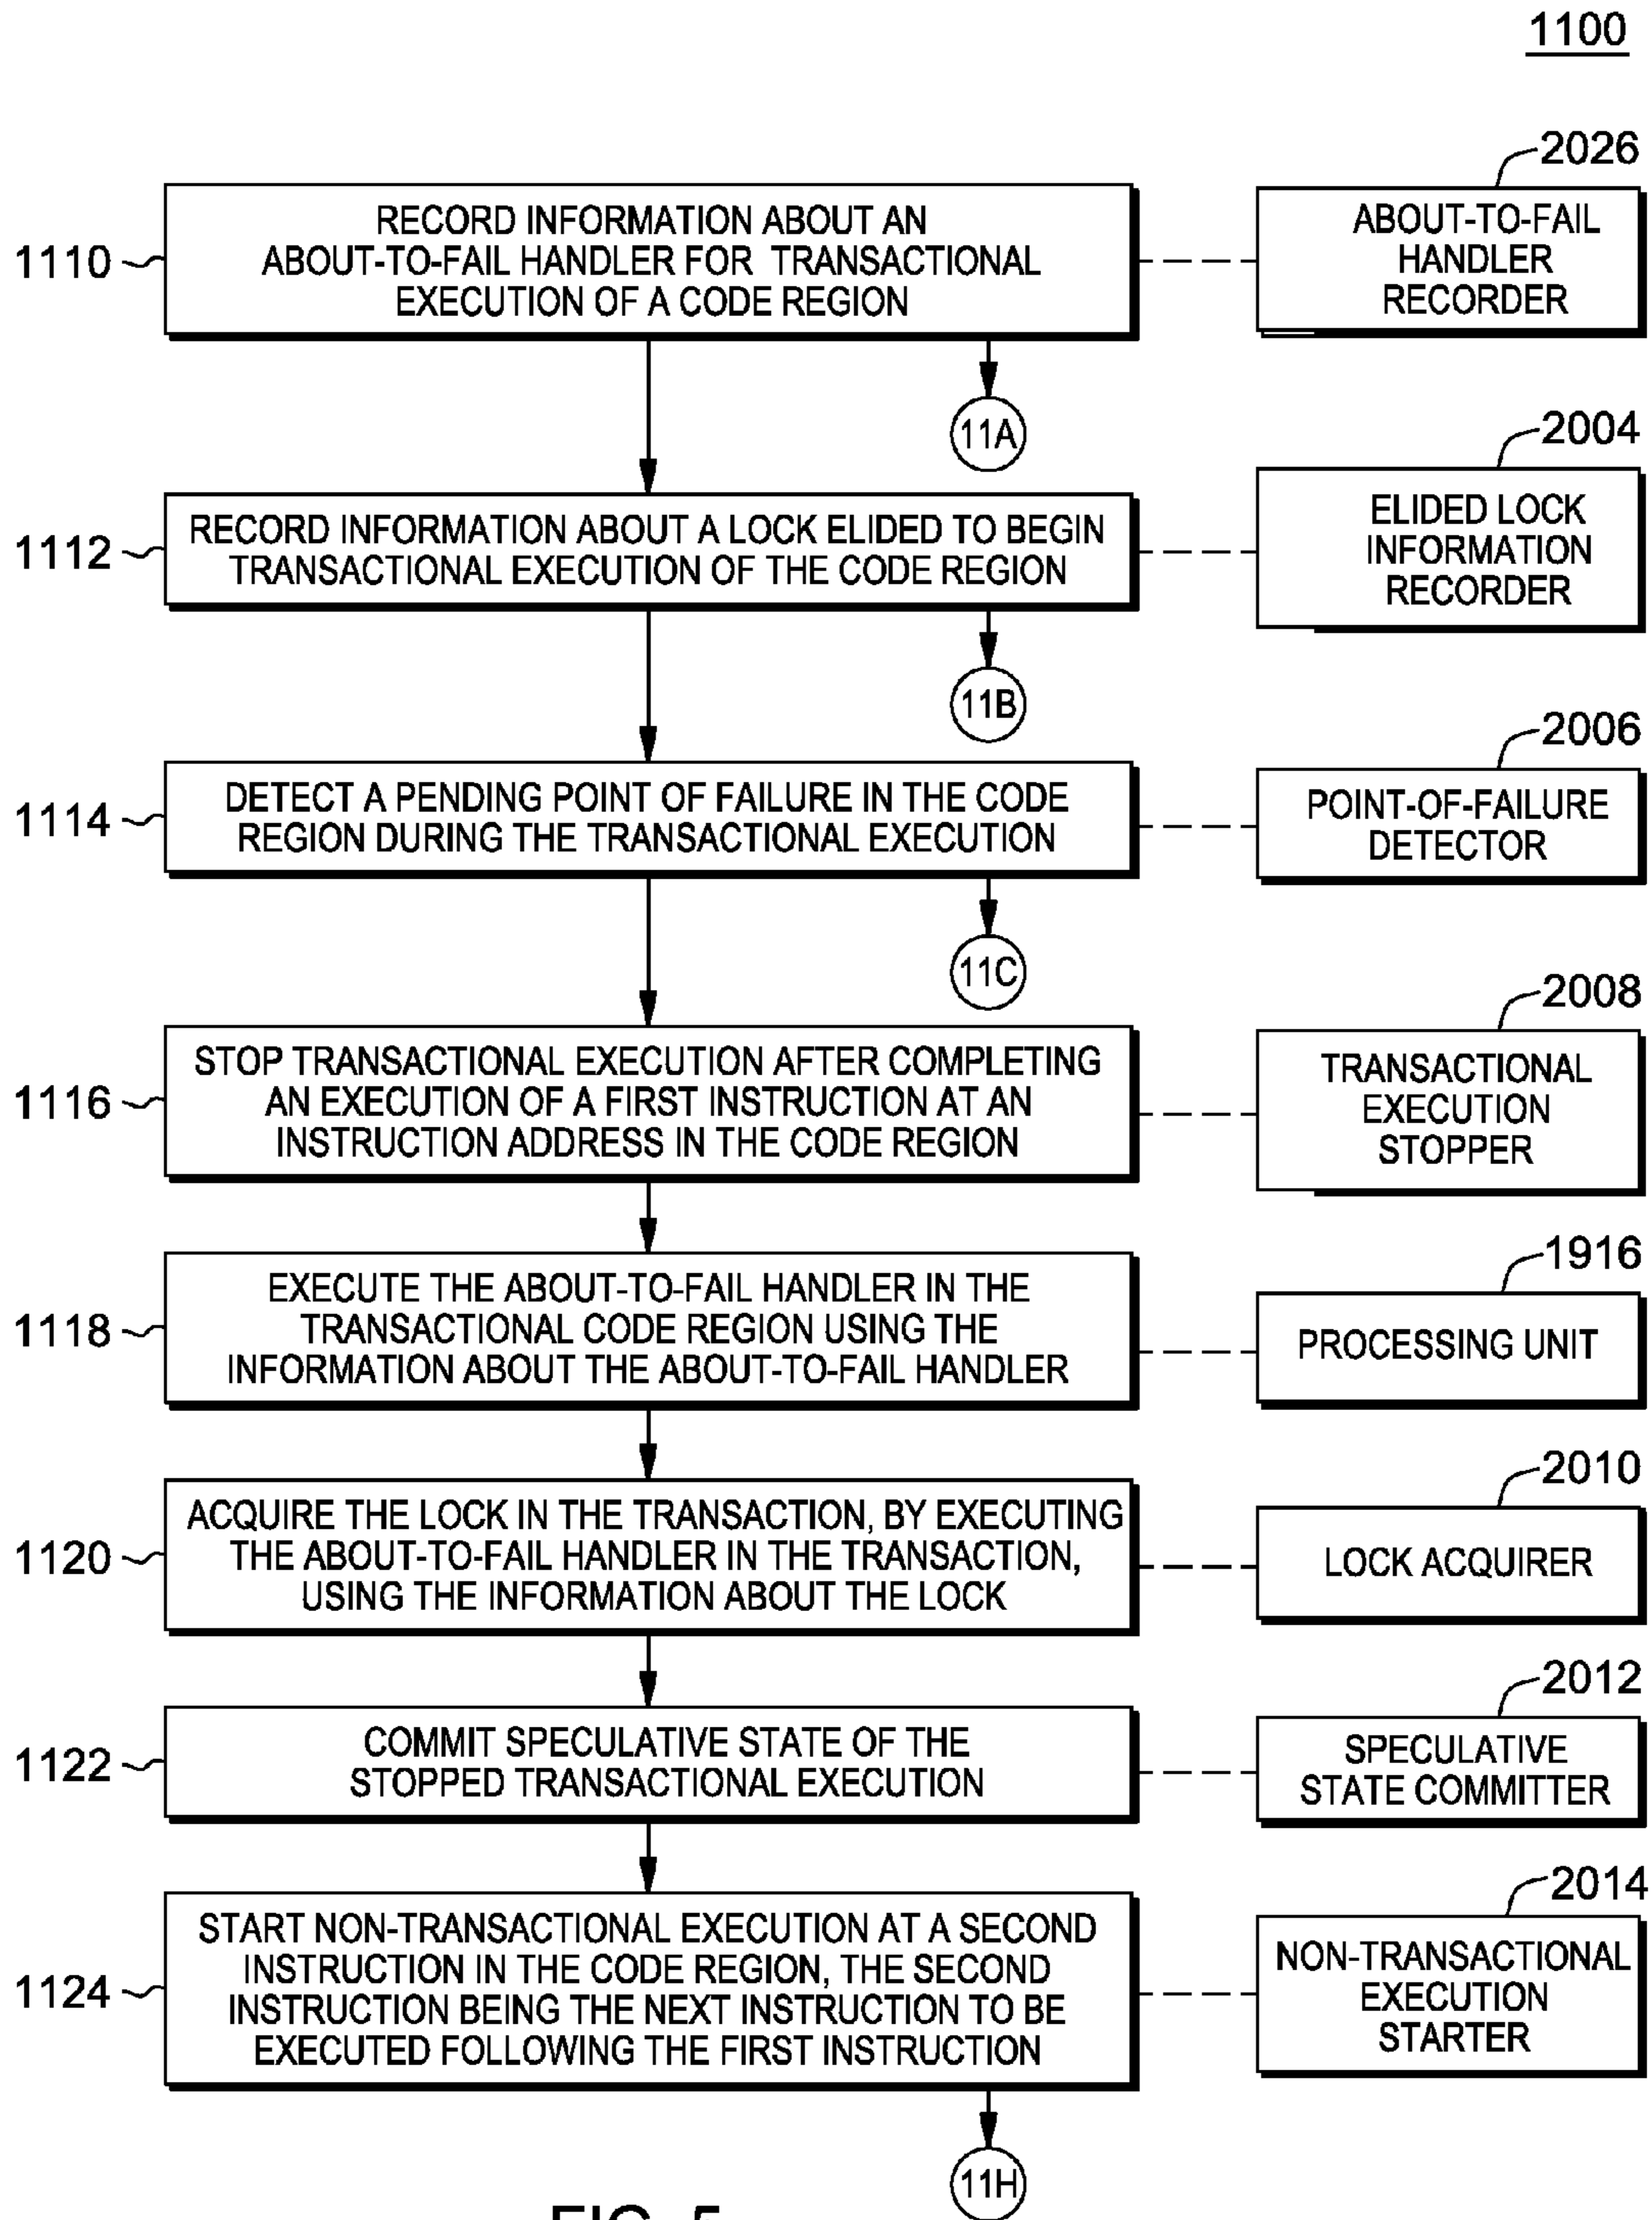 1100
2026
1110
RECORD INFORMATION ABOUT AN
ABOUT-TO-FAIL HANDLER FOR TRANSACTIONAL
EXECUTION OF A CODE REGION
ABOUT-TO-FAIL
HANDLER
RECORDER
11A
2004
1112
RECORD INFORMATION ABOUT A LOCK ELIDED TO BEGIN
TRANSACTIONAL EXECUTION OF THE CODE REGION
ELIDED LOCK
INFORMATION
RECORDER
11B
2006
1114
DETECT A PENDING POINT OF FAILURE IN THE CODE
REGION DURING THE TRANSACTIONAL EXECUTION
POINT-OF-FAILURE
DETECTOR
11C
2008
1116
STOP TRANSACTIONAL EXECUTION AFTER COMPLETING
AN EXECUTION OF A FIRST INSTRUCTION AT AN
INSTRUCTION ADDRESS IN THE CODE REGION
TRANSACTIONAL
EXECUTION
STOPPER
1916
1118
EXECUTE THE ABOUT-TO-FAIL HANDLER IN THE
TRANSACTIONAL CODE REGION USING THE
INFORMATION ABOUT THE ABOUT-TO-FAIL HANDLER
PROCESSING UNIT
2010
1120
ACQUIRE THE LOCK IN THE TRANSACTION, BY EXECUTING
THE ABOUT-TO-FAIL HANDLER IN THE TRANSACTION,
USING THE INFORMATION ABOUT THE LOCK
LOCK ACQUIRER
2012
1122
COMMIT SPECULATIVE STATE OF THE
STOPPED TRANSACTIONAL EXECUTION
SPECULATIVE
STATE COMMITTER
2014
1124
START NON-TRANSACTIONAL EXECUTION AT A SECOND
INSTRUCTION IN THE CODE REGION, THE SECOND
INSTRUCTION BEING THE NEXT INSTRUCTION TO BE
EXECUTED FOLLOWING THE FIRST INSTRUCTION
NON-TRANSACTIONAL
EXECUTION
STARTER
11H
FIG. 5